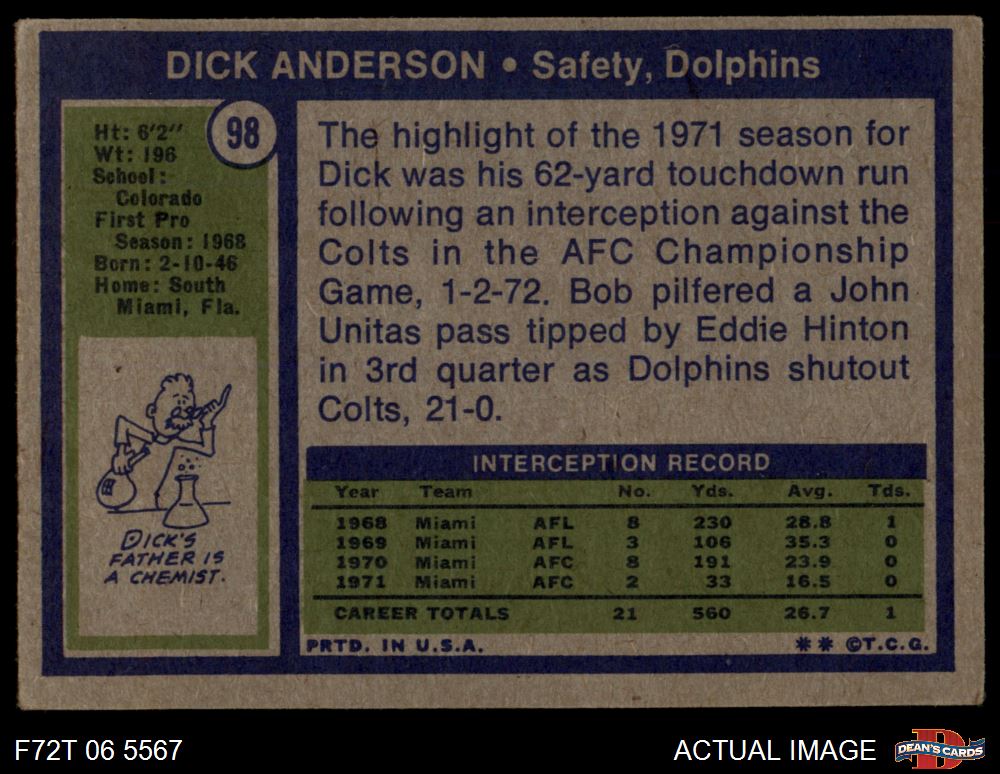 DICK ANDERSON • Safety, Dolphins
98
Ht: 6'2"
Wt: 196
School:
Colorado
First Pro
Season: 1968
Born: 2-10-46
Home: South
Miami, Fla.
DICK'S
FATHER IS
A CHEMIST.
The highlight of the 1971 season for
Dick was his 62-yard touchdown run
following an interception against the
Colts in the AFC Championship
Game, 1-2-72. Bob pilfered a John
Unitas pass tipped by Eddie Hinton
in 3rd quarter as Dolphins shutout
Colts, 21-0.
INTERCEPTION RECORD
Year Team No. Yds. Avg. Tds.
1968 Miami AFL 8 230 28.8 1
1969 Miami AFL 3 106 35.3 0
1970 Miami AFC 8 191 23.9 0
1971 Miami AFC 2 33 16.5 0
CAREER TOTALS 21 560 26.7 1
PRTD. IN U.S.A. ** ©T.C.G.
F72T 06 5567
ACTUAL IMAGE
D
DEAN'S CARDS